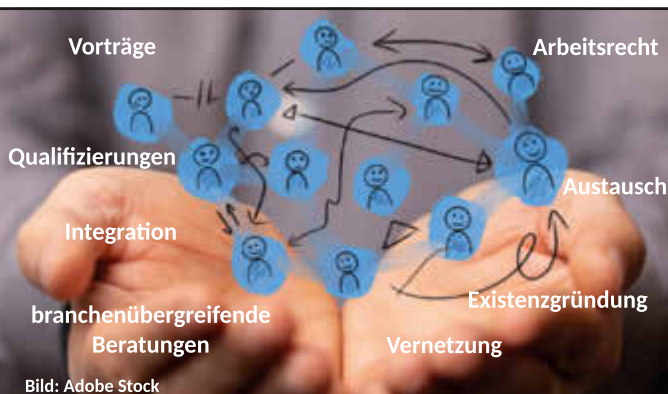 Vorträge
Arbeitsrecht
Qualifizierungen
Austausch
Integration
Existenzgründung
branchenübergreifende
Beratungen
Vernetzung
Bild: Adobe Stock